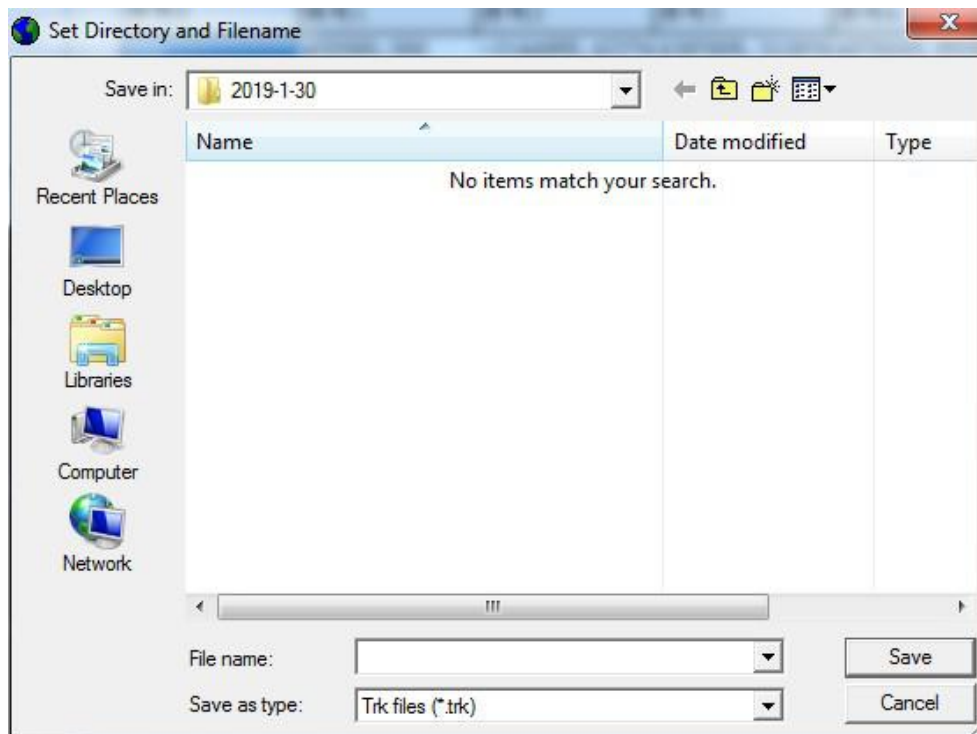 Set Directory and Filename
Save in: 2019-1-30
Name Date modified Type
No items match your search.
Recent Places
Desktop
Libraries
Computer
Network
File name: Save
Save as type: Trk files (*.trk) Cancel